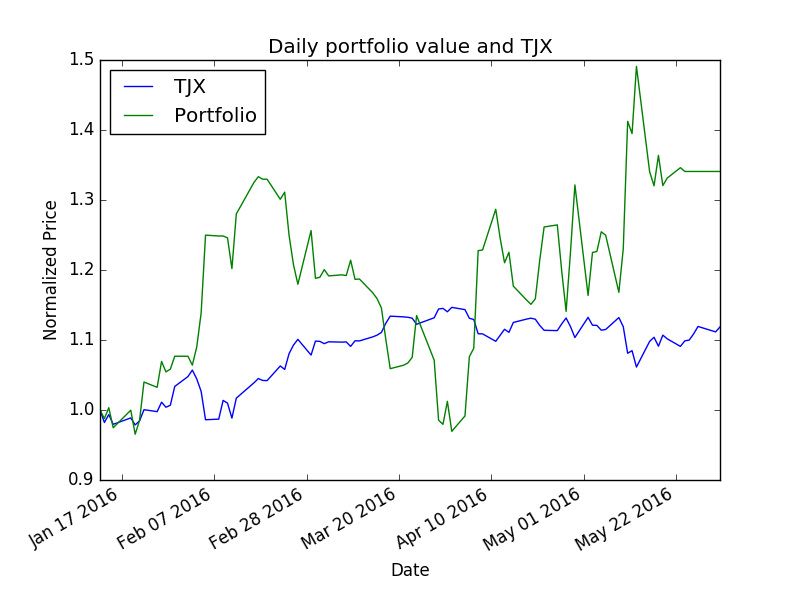 Daily portfolio value and TJX
TJX
Portfolio
Normalized Price
1.5
1.4
1.3
1.2
1.1
1.0
0.9
Jan 17 2016
Feb 07 2016
Feb 28 2016
Mar 20 2016
Apr 10 2016
May 01 2016
May 22 2016
Date